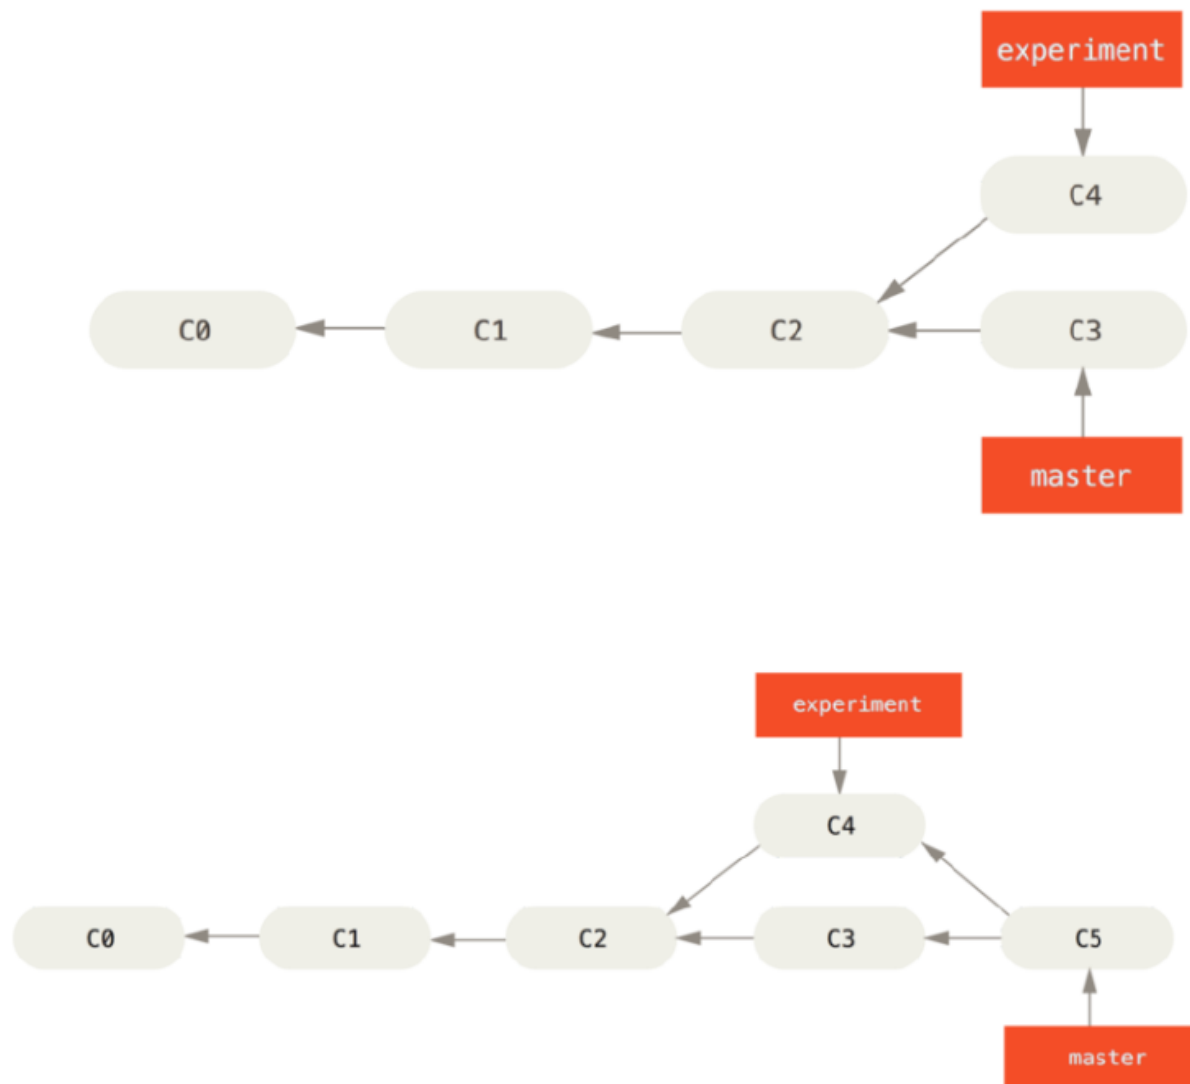 experiment
C4
C0 C1 C2 C3
master
experiment
C4
C0 C1 C2 C3 C5
master